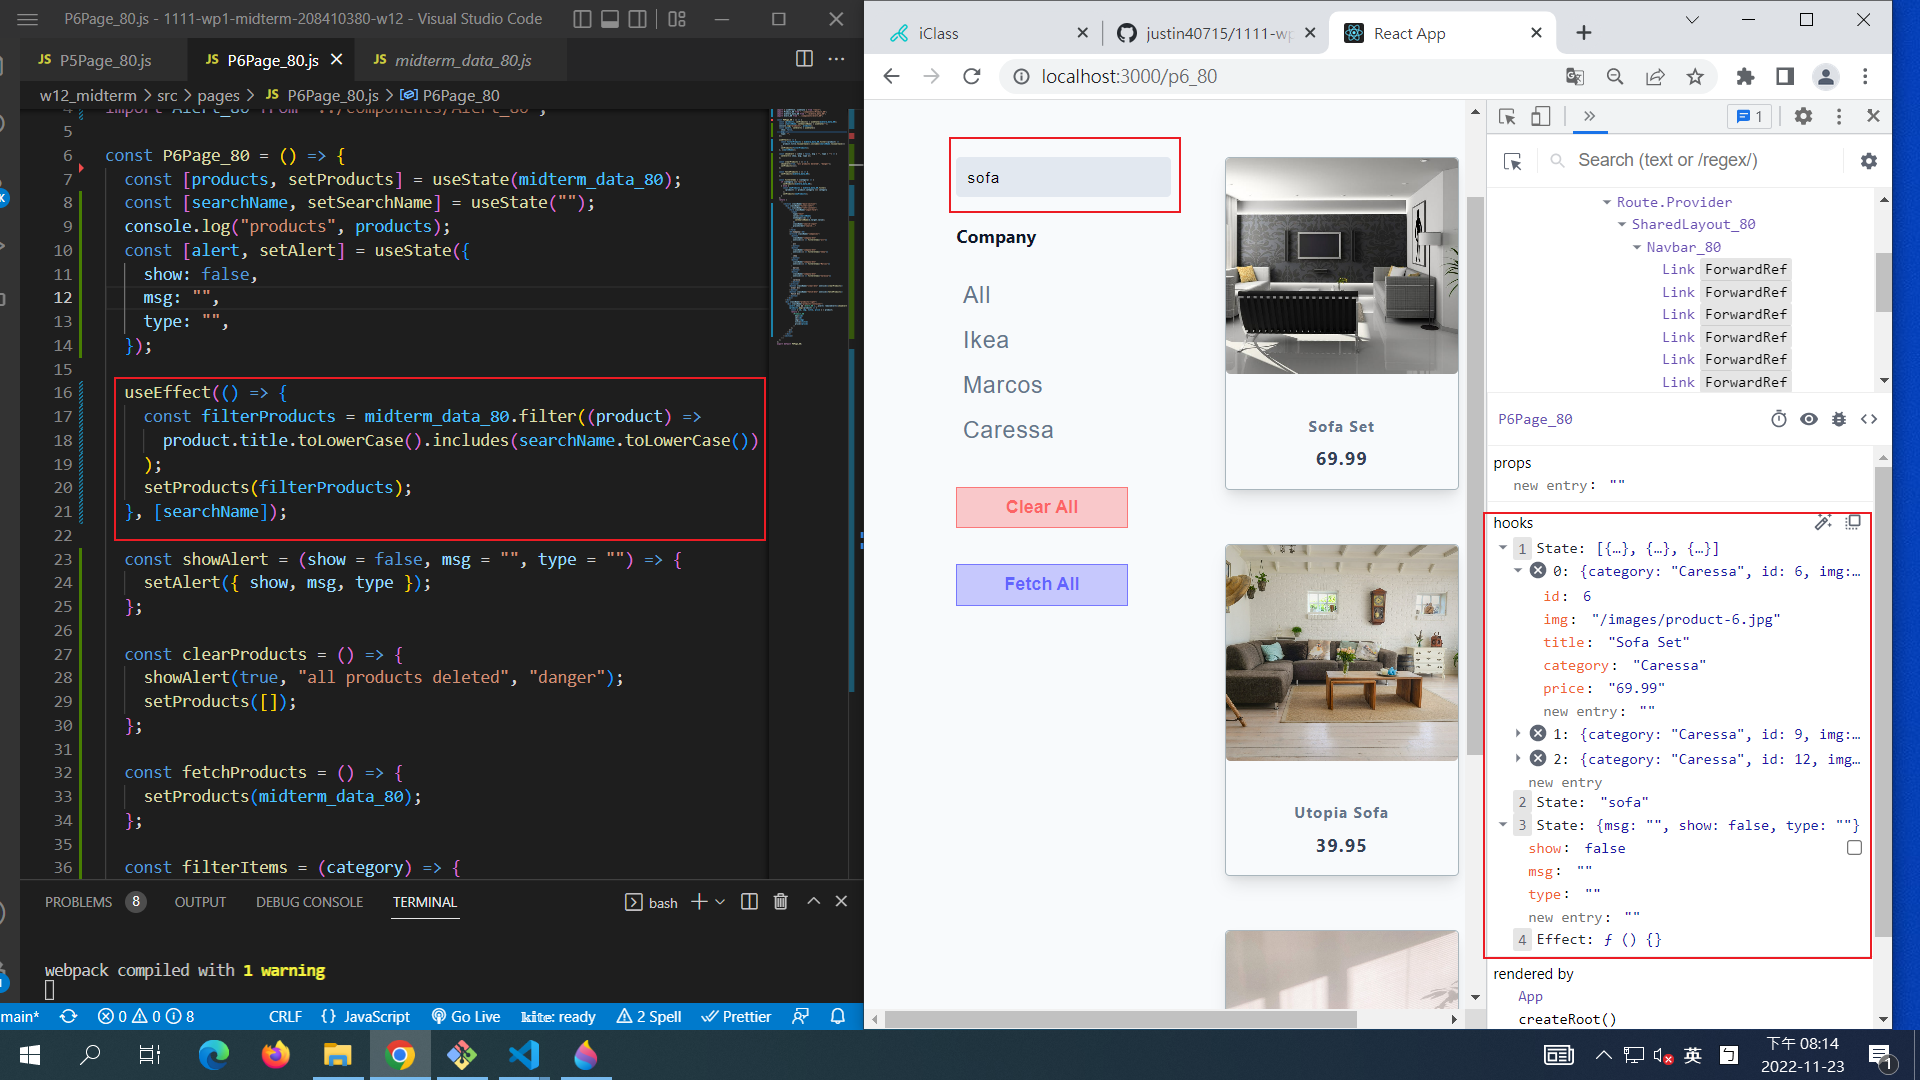 P6Page_80.js - 1111-wp1-midterm-208410380-w12 - Visual Studio Code
JS P5Page_80.js
JS P6Page_80.js
JS midterm_data_80.js
w12_midterm > src > pages > JS P6Page_80.js > P6Page_80
4 import Alert_80 from "../components/Alert_80";
5
6 const P6Page_80 = () => {
7 const [products, setProducts] = useState(midterm_data_80);
8 const [searchName, setSearchName] = useState("");
9 console.log("products", products);
10 const [alert, setAlert] = useState({
11 show: false,
12 msg: "",
13 type: "",
14 });
15
16 useEffect(() => {
17 const filterProducts = midterm_data_80.filter((product) =>
18 product.title.toLowerCase().includes(searchName.toLowerCase())
19 );
20 setProducts(filterProducts);
21 }, [searchName]);
22
23 const showAlert = (show = false, msg = "", type = "") => {
24 setAlert({ show, msg, type });
25 };
26
27 const clearProducts = () => {
28 showAlert(true, "all products deleted", "danger");
29 setProducts([]);
30 };
31
32 const fetchProducts = () => {
33 setProducts(midterm_data_80);
34 };
35
36 const filterItems = (category) => {
PROBLEMS 8 OUTPUT DEBUG CONSOLE TERMINAL bash
webpack compiled with 1 warning
main* 0 0 8 CRLF {} JavaScript Go Live kite: ready 2 Spell Prettier
iClass
justin40715/1111-wp
React App
localhost:3000/p6_80
sofa
Company
All
Ikea
Marcos
Caressa
Clear All
Fetch All
Sofa Set
69.99
Utopia Sofa
39.95
1
Search (text or /regex/)
Route.Provider
SharedLayout_80
Navbar_80
Link ForwardRef
Link ForwardRef
Link ForwardRef
Link ForwardRef
Link ForwardRef
Link ForwardRef
P6Page_80
props
new entry: ""
hooks
1 State: [{…}, {…}, {…}]
0: {category: "Caressa", id: 6, img:…
id: 6
img: "/images/product-6.jpg"
title: "Sofa Set"
category: "Caressa"
price: "69.99"
new entry: ""
1: {category: "Caressa", id: 9, img:…
2: {category: "Caressa", id: 12, img…
new entry
2 State: "sofa"
3 State: {msg: "", show: false, type: ""}
show: false
msg: ""
type: ""
new entry: ""
4 Effect: ƒ () {}
rendered by
App
createRoot()
英
ㄅ
下午 08:14
2022-11-23
1